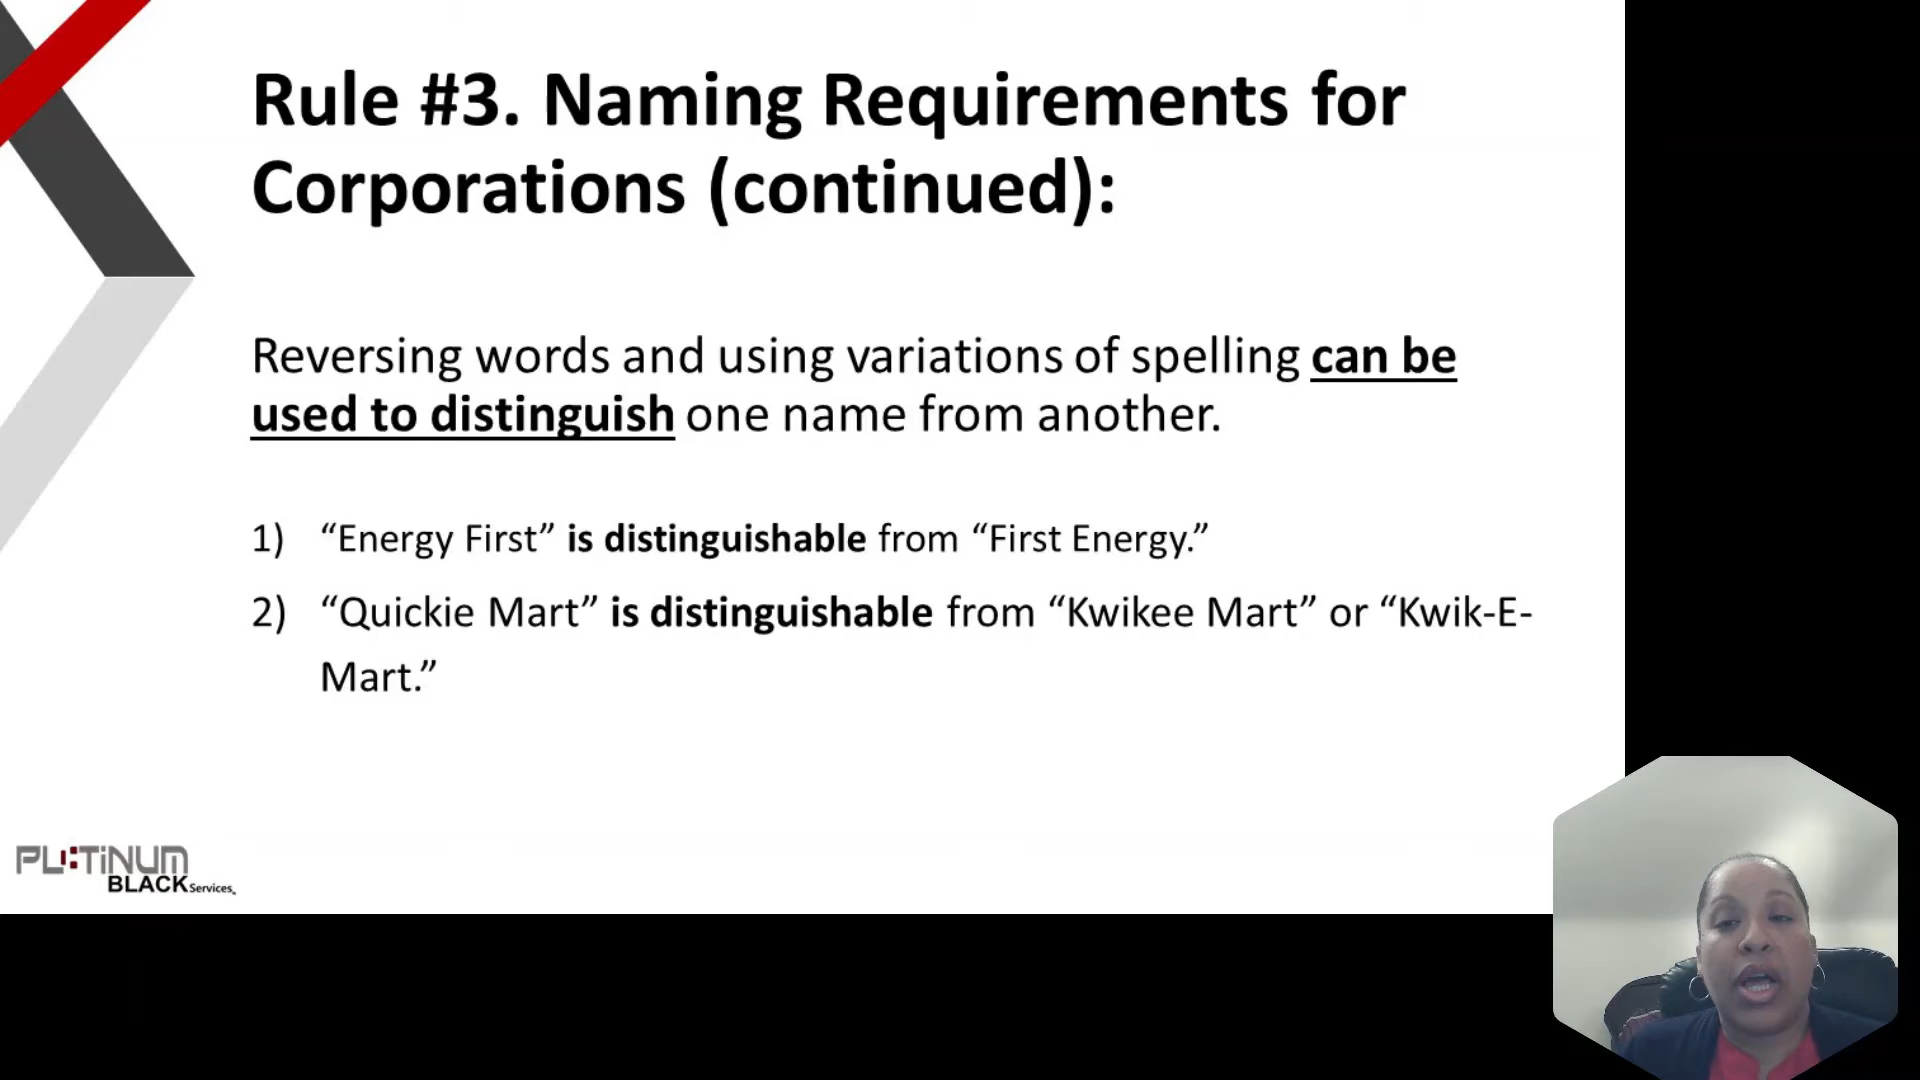 Rule #3. Naming Requirements for
Corporations (continued):
Reversing words and using variations of spelling can be
used to distinguish one name from another.
1) “Energy First” is distinguishable from “First Energy.”
2) “Quickie Mart” is distinguishable from “Kwikee Mart” or “Kwik-E-
Mart.”
PLATINUM
BLACK Services